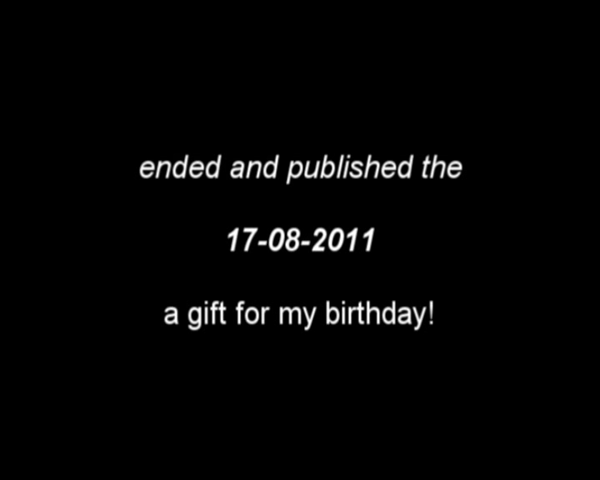 ended and published the
17-08-2011
a gift for my birthday!